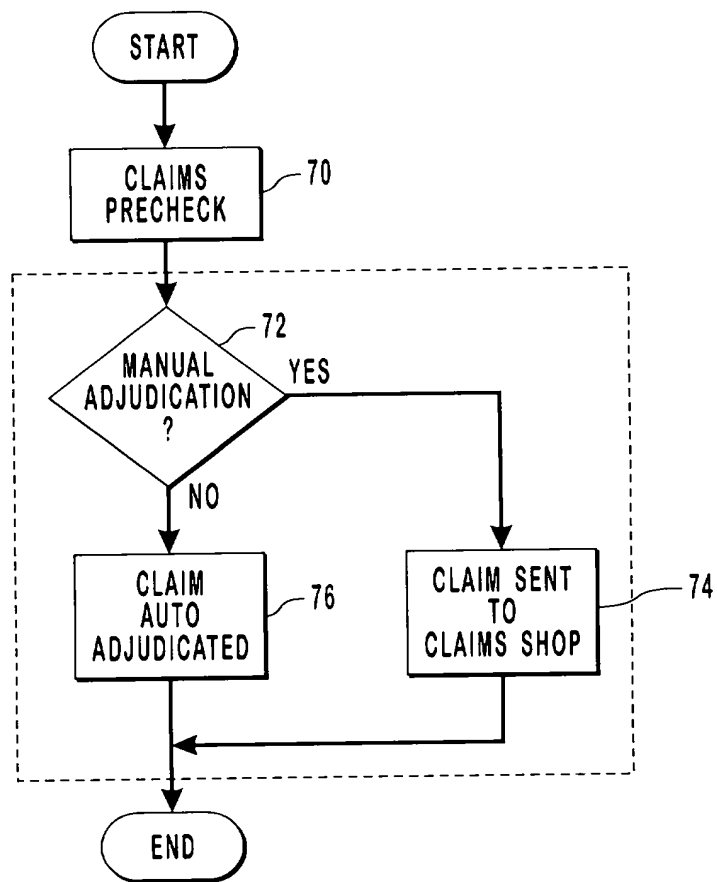 START
CLAIMS
PRECHECK
70
72
MANUAL
ADJUDICATION
?
YES
NO
CLAIM
AUTO
ADJUDICATED
76
CLAIM SENT
TO
CLAIMS SHOP
74
END